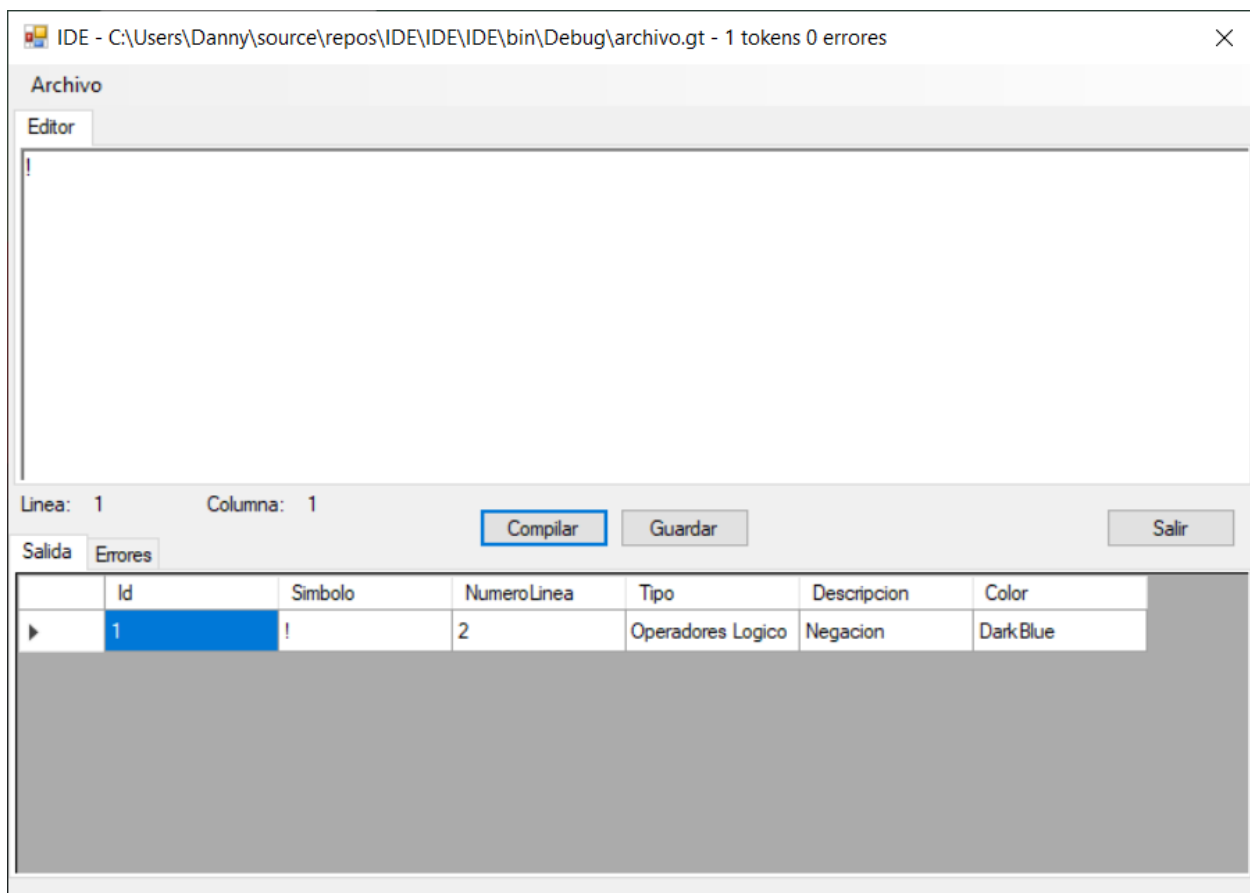 IDE - C:\Users\Danny\source\repos\IDE\IDE\IDE\bin\Debug\archivo.gt - 1 tokens 0 errores
Archivo
Editor
!
Linea: 1 Columna: 1
Compilar Guardar Salir
Salida Errores
Id Simbolo NumeroLinea Tipo Descripcion Color
1 ! 2 Operadores Logico Negacion DarkBlue